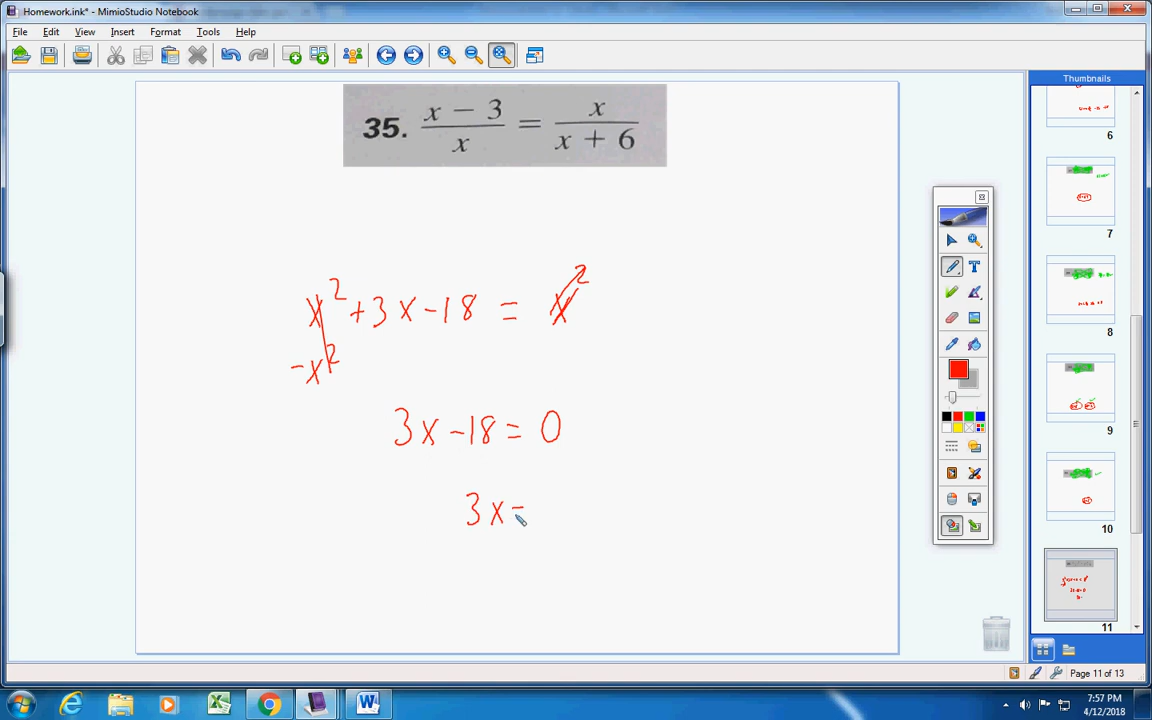 Homework.ink* - MimioStudio Notebook
File Edit View Insert Format Tools Help
Thumbnails
35. \frac{x - 3}{x} = \frac{x}{x + 6}
x² + 3x - 18 = x²
-x²
3x - 18 = 0
3x =
6
7
8
9
10
11
Page 11 of 13
7:57 PM
4/12/2018